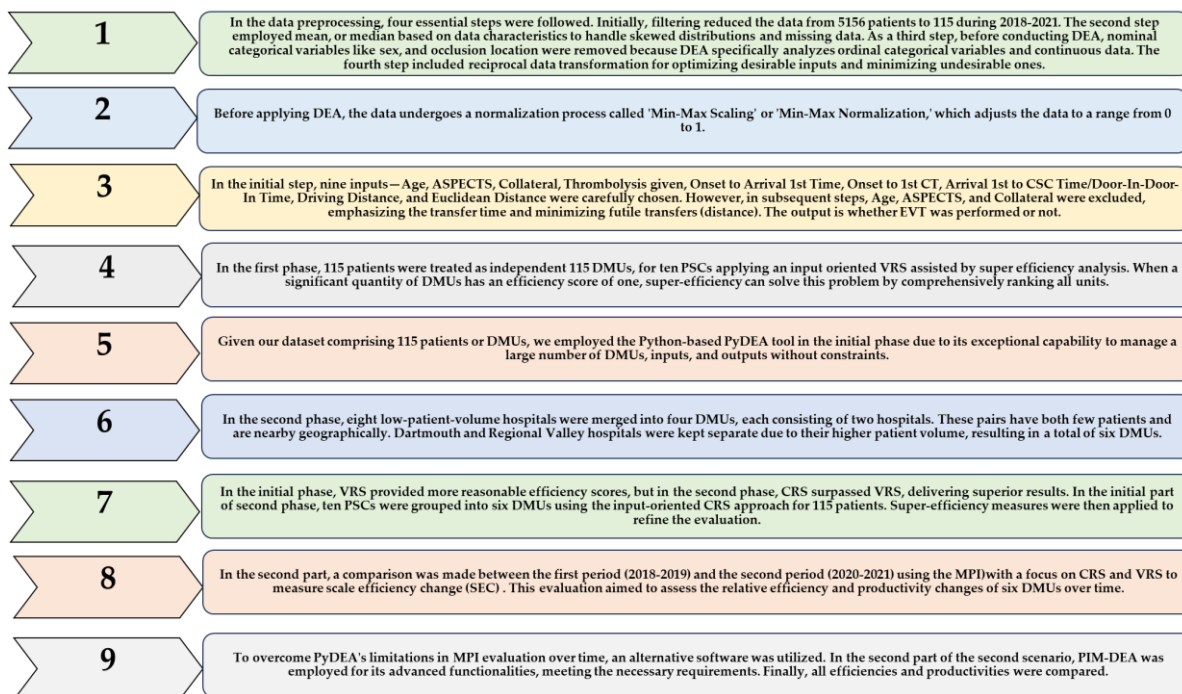 1
In the data preprocessing, four essential steps were followed. Initially, filtering reduced the data from 5156 patients to 115 during 2018-2021. The second step
employed mean, or median based on data characteristics to handle skewed distributions and missing data. As a third step, before conducting DEA, nominal
categorical variables like sex, and occlusion location were removed because DEA specifically analyzes ordinal categorical variables and continuous data. The
fourth step included reciprocal data transformation for optimizing desirable inputs and minimizing undesirable ones.
2
Before applying DEA, the data undergoes a normalization process called 'Min-Max Scaling' or 'Min-Max Normalization,' which adjusts the data to a range from 0
to 1.
3
In the initial step, nine inputs—Age, ASPECTS, Collateral, Thrombolysis given, Onset to Arrival 1st Time, Onset to 1st CT, Arrival 1st to CSC Time/Door-In-Door-
In Time, Driving Distance, and Euclidean Distance were carefully chosen. However, in subsequent steps, Age, ASPECTS, and Collateral were excluded,
emphasizing the transfer time and minimizing futile transfers (distance). The output is whether EVT was performed or not.
4
In the first phase, 115 patients were treated as independent 115 DMUs, for ten PSCs applying an input oriented VRS assisted by super efficiency analysis. When a
significant quantity of DMUs has an efficiency score of one, super-efficiency can solve this problem by comprehensively ranking all units.
5
Given our dataset comprising 115 patients or DMUs, we employed the Python-based PyDEA tool in the initial phase due to its exceptional capability to manage a
large number of DMUs, inputs, and outputs without constraints.
6
In the second phase, eight low-patient-volume hospitals were merged into four DMUs, each consisting of two hospitals. These pairs have both few patients and
are nearby geographically. Dartmouth and Regional Valley hospitals were kept separate due to their higher patient volume, resulting in a total of six DMUs.
7
In the initial phase, VRS provided more reasonable efficiency scores, but in the second phase, CRS surpassed VRS, delivering superior results. In the initial part
of second phase, ten PSCs were grouped into six DMUs using the input-oriented CRS approach for 115 patients. Super-efficiency measures were then applied to
refine the evaluation.
8
In the second part, a comparison was made between the first period (2018-2019) and the second period (2020-2021) using the MPI)with a focus on CRS and VRS to
measure scale efficiency change (SEC) . This evaluation aimed to assess the relative efficiency and productivity changes of six DMUs over time.
9
To overcome PyDEA's limitations in MPI evaluation over time, an alternative software was utilized. In the second part of the second scenario, PIM-DEA was
employed for its advanced functionalities, meeting the necessary requirements. Finally, all efficiencies and productivities were compared.